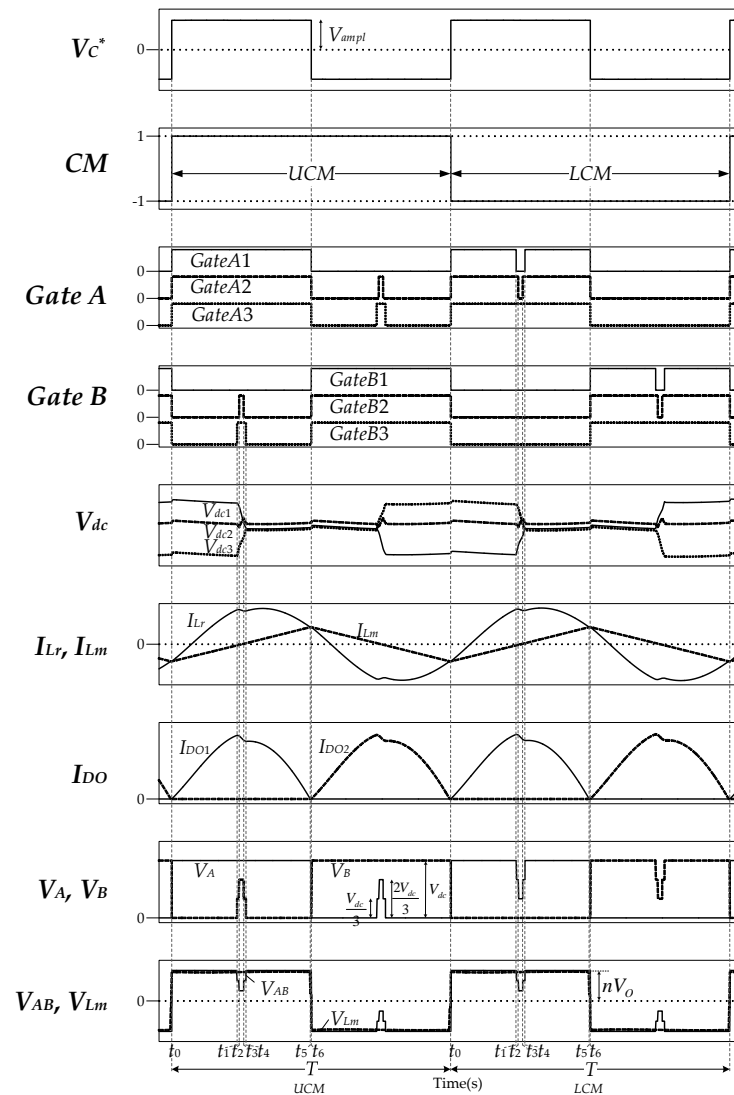 VC*
0
Vampl
CM
1
-1
UCM
LCM
Gate A
0
0
0
GateA1
GateA2
GateA3
Gate B
0
0
0
GateB1
GateB2
GateB3
Vdc
Vdc1
Vdc2
Vdc3
ILr, ILm
0
ILr
ILm
IDO
0
IDO1
IDO2
VA, VB
0
VA
VB
Vdc/3
2Vdc/3
Vdc
VAB, VLm
0
VAB
VLm
nVO
t0 t1~t2 t3~t4 t5~t6 t0 t1~t2 t3~t4 t5~t6
T T
UCM Time(s) LCM